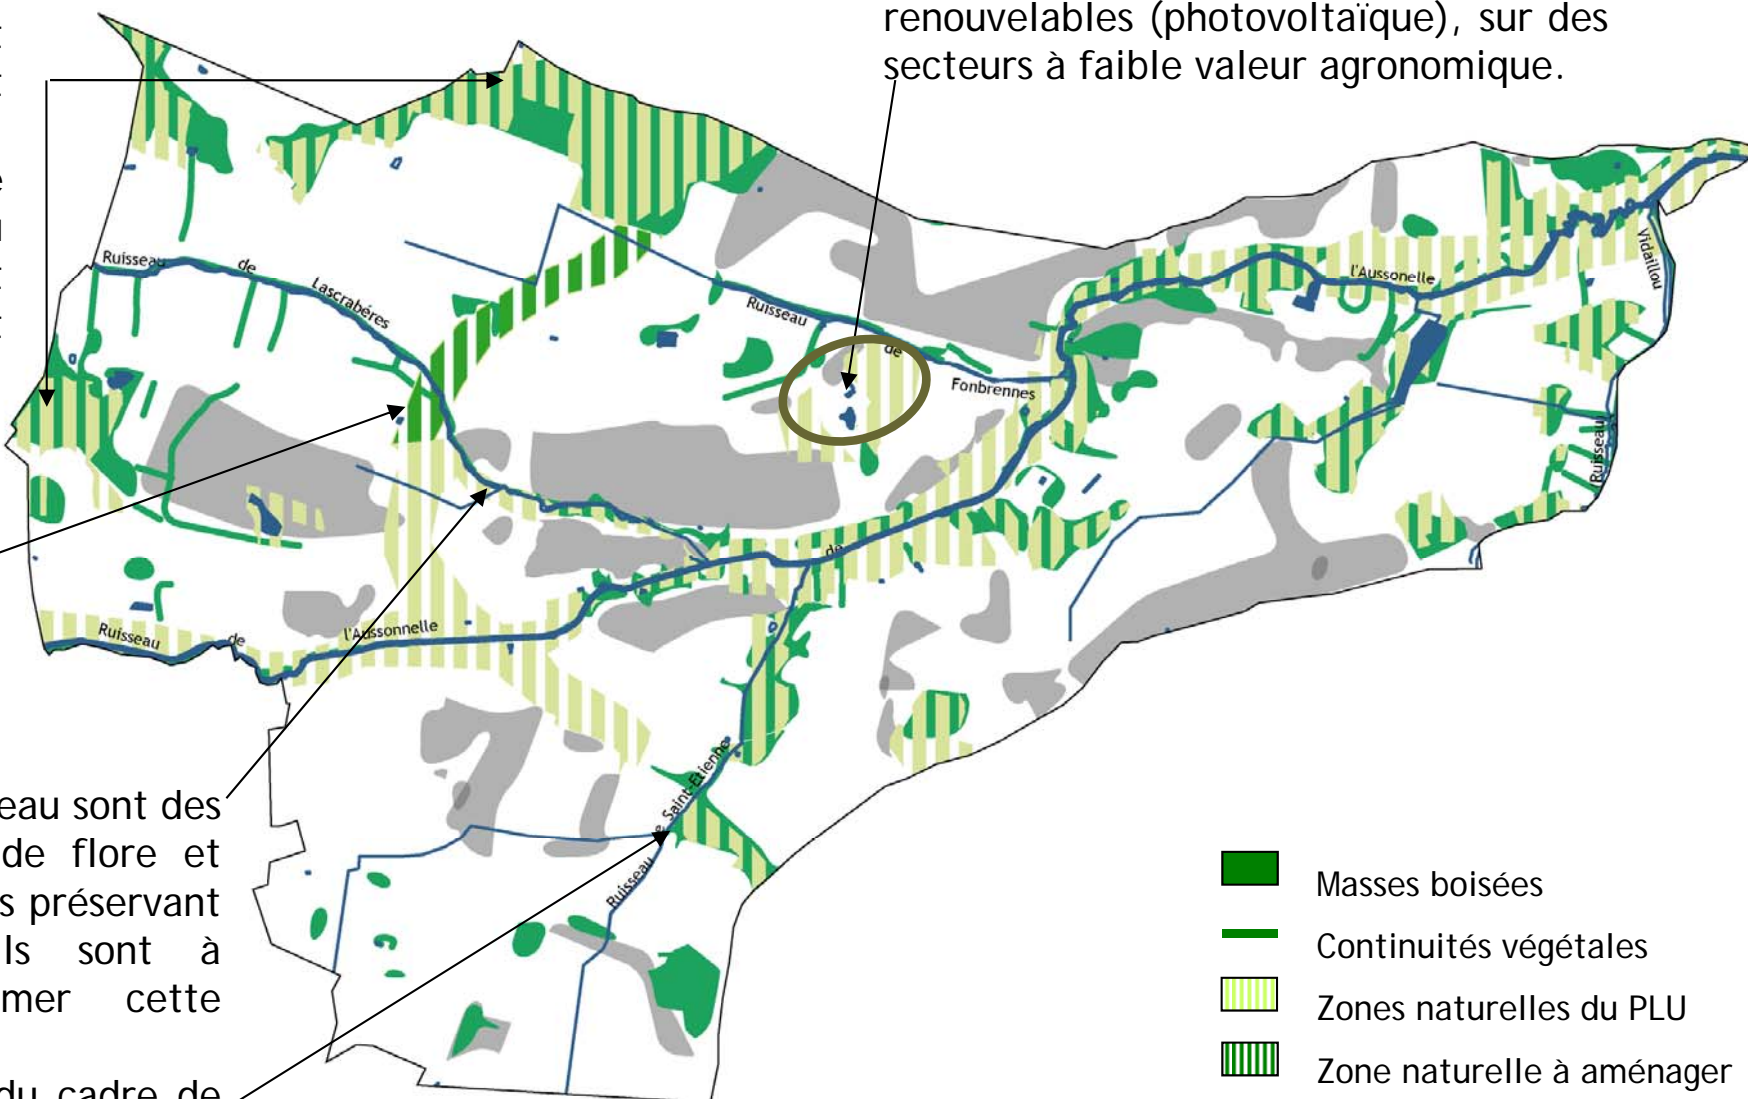 renouvelables (photovoltaïque), sur des
secteurs à faible valeur agronomique.
Ruisseau de Lascrabéres
Ruisseau de Fonbrennes
l'Aussonelle
Vidaillou
Ruisseau
de
Ruisseau de l'Aussonnelle
Ruisseau
Saint-Etienne
eau sont des
de flore et
s préservant
ls sont à
mer cette
du cadre de
Masses boisées
Continuités végétales
Zones naturelles du PLU
Zone naturelle à aménager